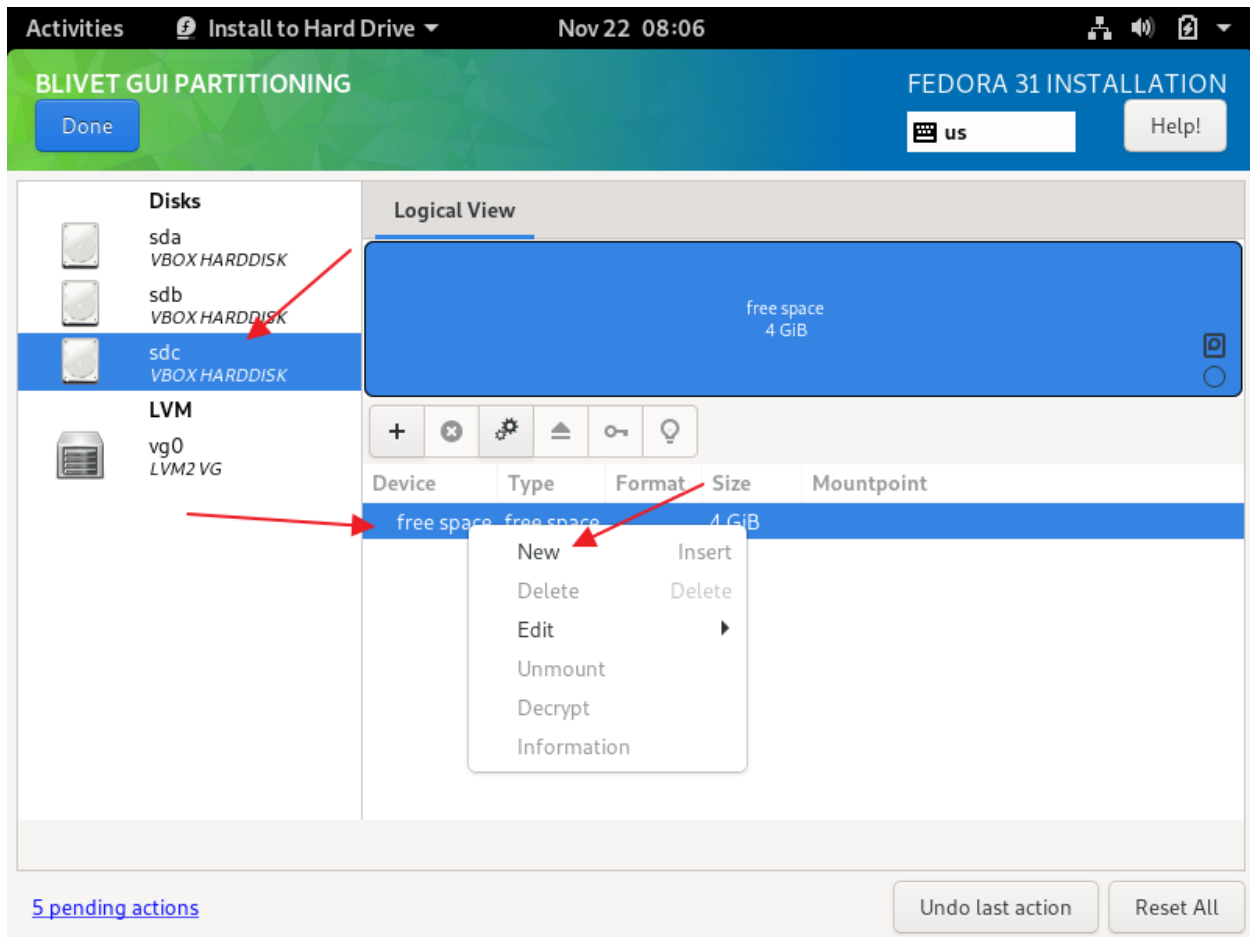 Activities Install to Hard Drive Nov 22 08:06
BLIVET GUI PARTITIONING
Done
FEDORA 31 INSTALLATION
us
Help!
Disks
sda
VBOX HARDDISK
sdb
VBOX HARDDISK
sdc
VBOX HARDDISK
LVM
vg0
LVM2 VG
Logical View
free space
4 GiB
Device Type Format Size Mountpoint
free space free space 4 GiB
New Insert
Delete Delete
Edit
Unmount
Decrypt
Information
5 pending actions
Undo last action
Reset All